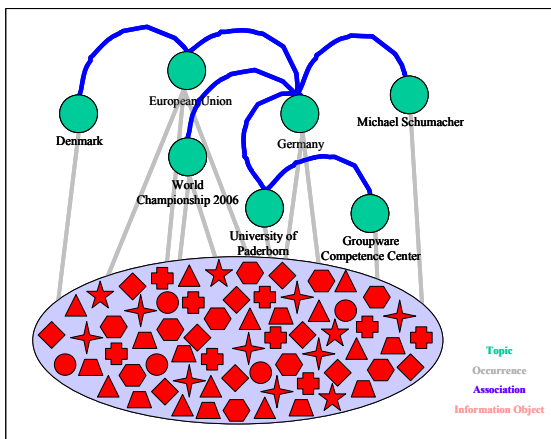 European Union
Denmark
Germany
Michael Schumacher
World
Championship 2006
University of
Paderborn
Groupware
Competence Center
Topic
Occurrence
Association
Information Object